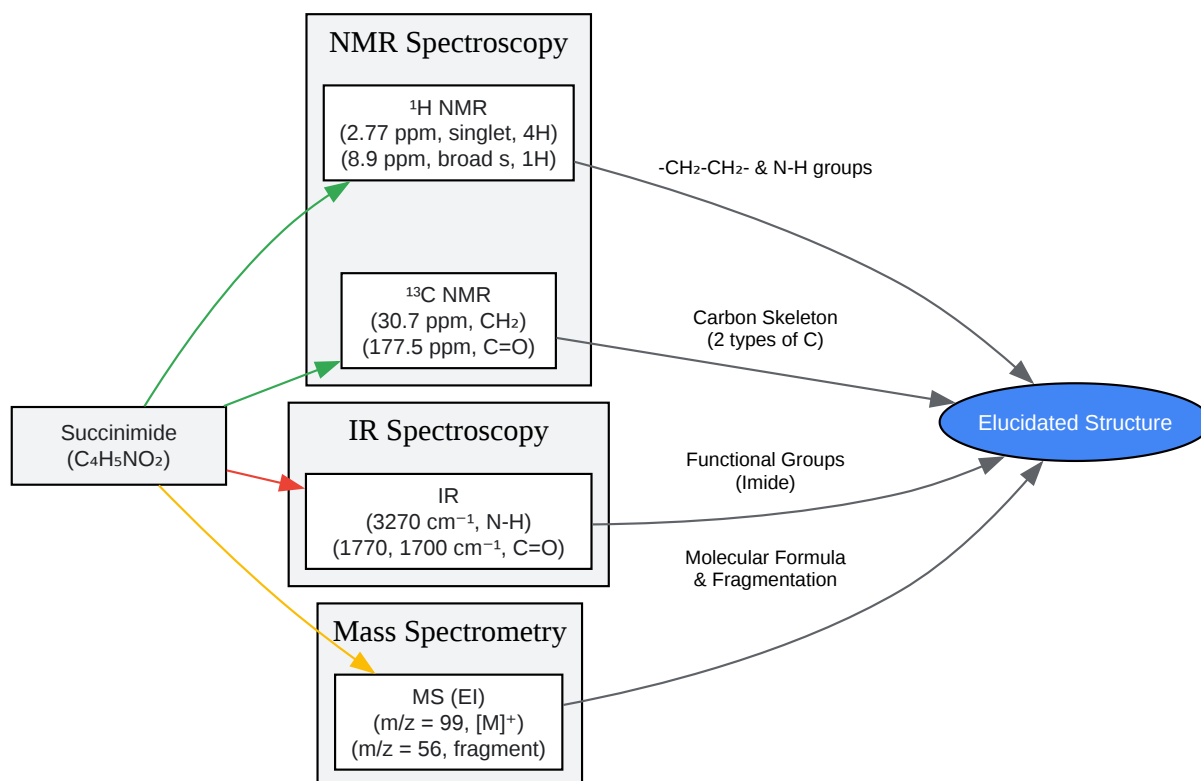 NMR Spectroscopy
¹H NMR
(2.77 ppm, singlet, 4H)
(8.9 ppm, broad s, 1H)
-CH₂-CH₂- & N-H groups
¹³C NMR
(30.7 ppm, CH₂)
(177.5 ppm, C=O)
Carbon Skeleton
(2 types of C)
Succinimide
(C₄H₅NO₂)
Elucidated Structure
IR Spectroscopy
IR
(3270 cm⁻¹, N-H)
(1770, 1700 cm⁻¹, C=O)
Functional Groups
(Imide)
Molecular Formula
& Fragmentation
Mass Spectrometry
MS (EI)
(m/z = 99, [M]⁺)
(m/z = 56, fragment)